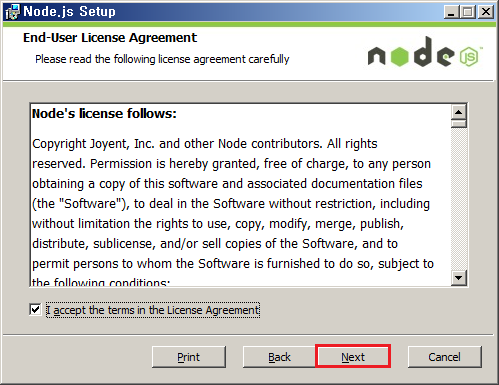 Node.js Setup
End-User License Agreement
Please read the following license agreement carefully
node
JS
Node's license follows:
Copyright Joyent, Inc. and other Node contributors. All rights
reserved. Permission is hereby granted, free of charge, to any person
obtaining a copy of this software and associated documentation files
(the "Software"), to deal in the Software without restriction, including
without limitation the rights to use, copy, modify, merge, publish,
distribute, sublicense, and/or sell copies of the Software, and to
permit persons to whom the Software is furnished to do so, subject to
the following conditions:
I accept the terms in the License Agreement
Print Back Next Cancel